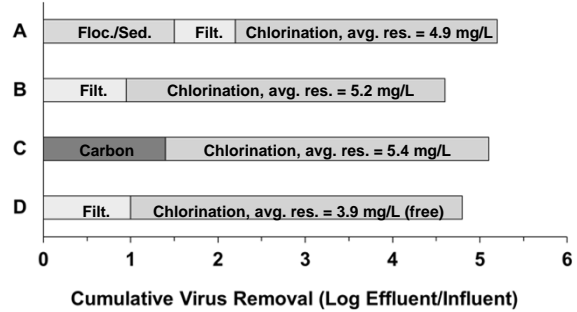 A Floc./Sed. Filt. Chlorination, avg. res. = 4.9 mg/L
B Filt. Chlorination, avg. res. = 5.2 mg/L
C Carbon Chlorination, avg. res. = 5.4 mg/L
D Filt. Chlorination, avg. res. = 3.9 mg/L (free)
0 1 2 3 4 5 6
Cumulative Virus Removal (Log Effluent/Influent)